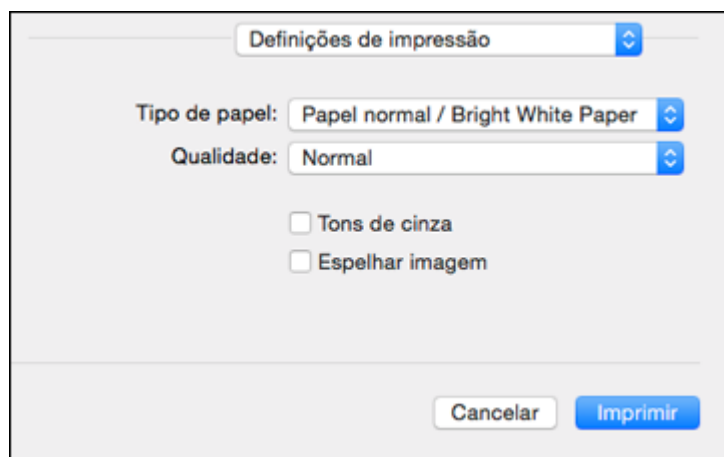 Definições de impressão
Tipo de papel: Papel normal / Bright White Paper
Qualidade: Normal
Tons de cinza
Espelhar imagem
Cancelar Imprimir